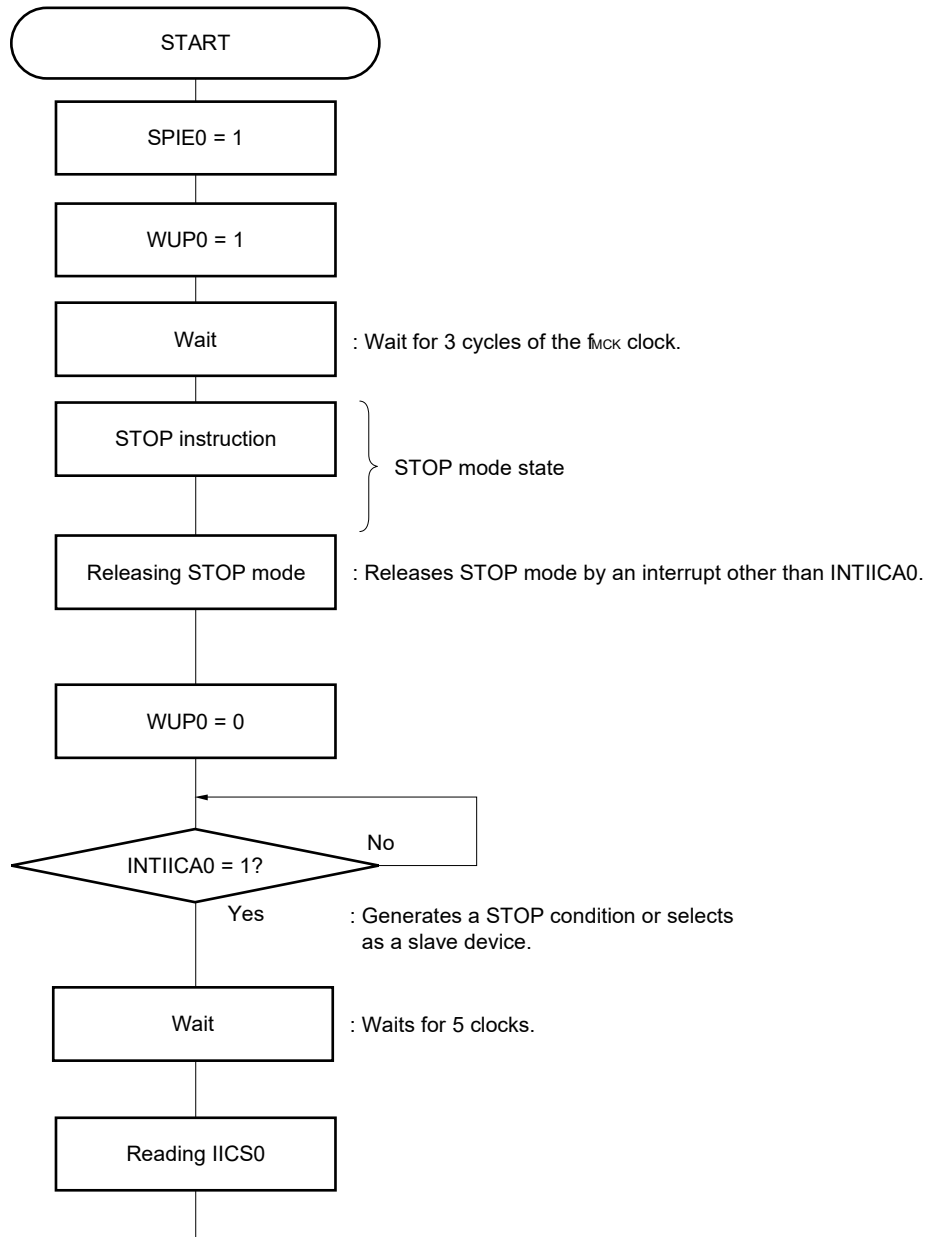 START
SPIE0 = 1
WUP0 = 1
Wait
: Wait for 3 cycles of the fMCK clock.
STOP instruction
STOP mode state
Releasing STOP mode
: Releases STOP mode by an interrupt other than INTIICA0.
WUP0 = 0
No
INTIICA0 = 1?
Yes
: Generates a STOP condition or selects
as a slave device.
Wait
: Waits for 5 clocks.
Reading IICS0